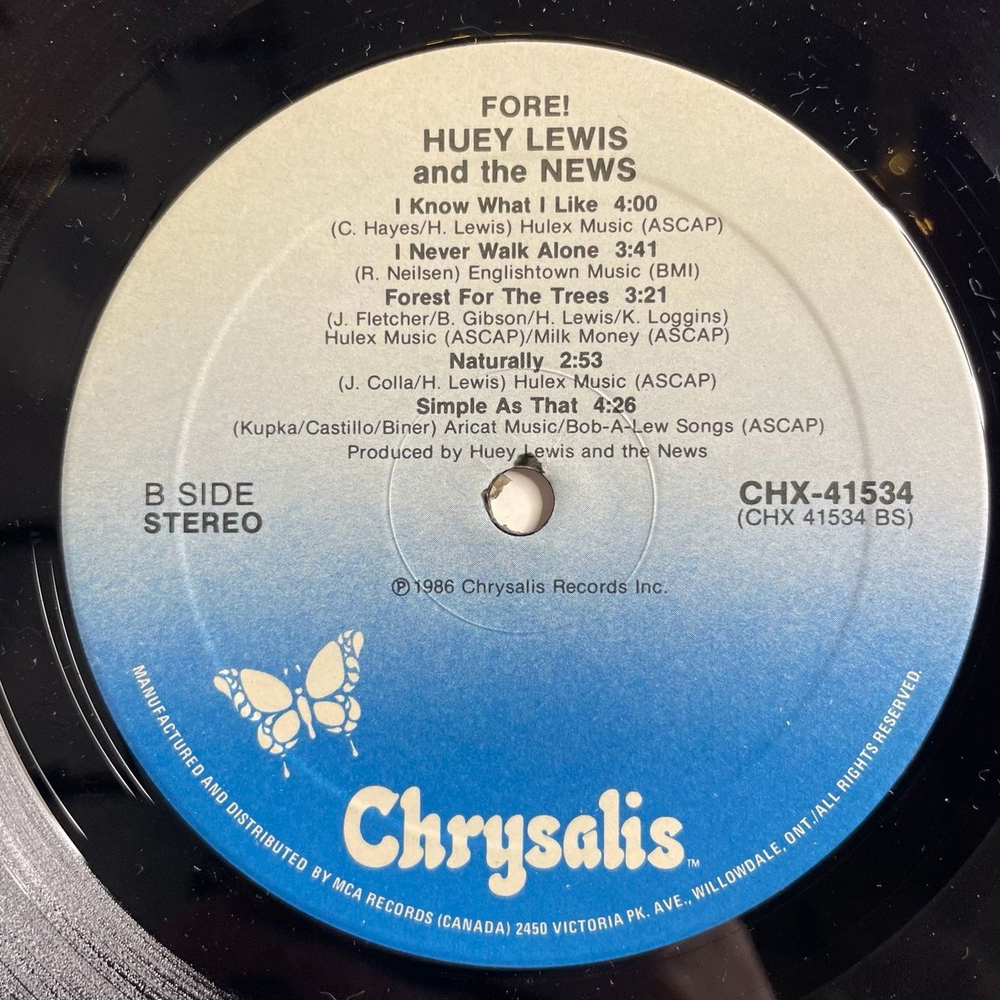 FORE!
HUEY LEWIS
and the NEWS
I Know What I Like 4:00
(C. Hayes/H. Lewis) Hulex Music (ASCAP)
I Never Walk Alone 3:41
(R. Neilsen) Englishtown Music (BMI)
Forest For The Trees 3:21
(J. Fletcher/B. Gibson/H. Lewis/K. Loggins)
Hulex Music (ASCAP)/Milk Money (ASCAP)
Naturally 2:53
(J. Colla/H. Lewis) Hulex Music (ASCAP)
Simple As That 4:26
(Kupka/Castillo/Biner) Aricat Music/Bob-A-Lew Songs (ASCAP)
Produced by Huey Lewis and the News
B SIDE
STEREO
CHX-41534
(CHX 41534 BS)
℗1986 Chrysalis Records Inc.
Chrysalis™
MANUFACTURED AND DISTRIBUTED BY MCA RECORDS (CANADA) 2450 VICTORIA PK. AVE., WILLOWDALE, ONT./ALL RIGHTS RESERVED.